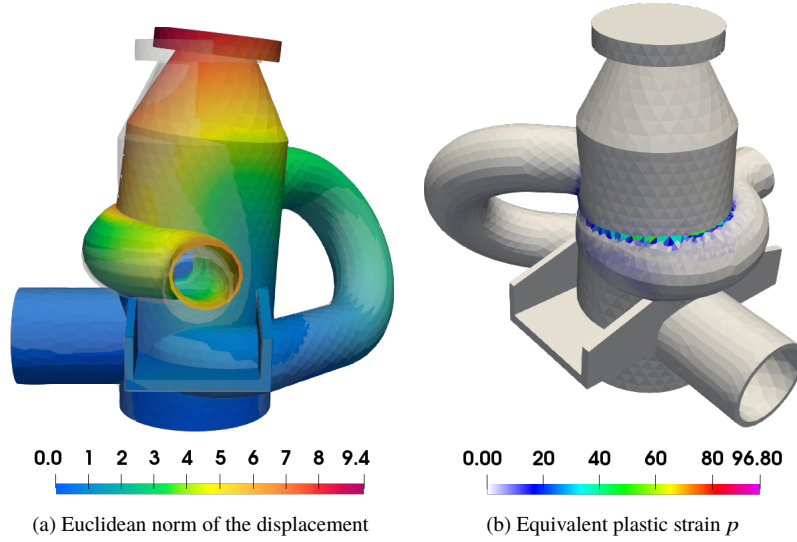 0.0 1 2 3 4 5 6 7 8 9.4
0.00 20 40 60 80 96.80
(a) Euclidean norm of the displacement
(b) Equivalent plastic strain p